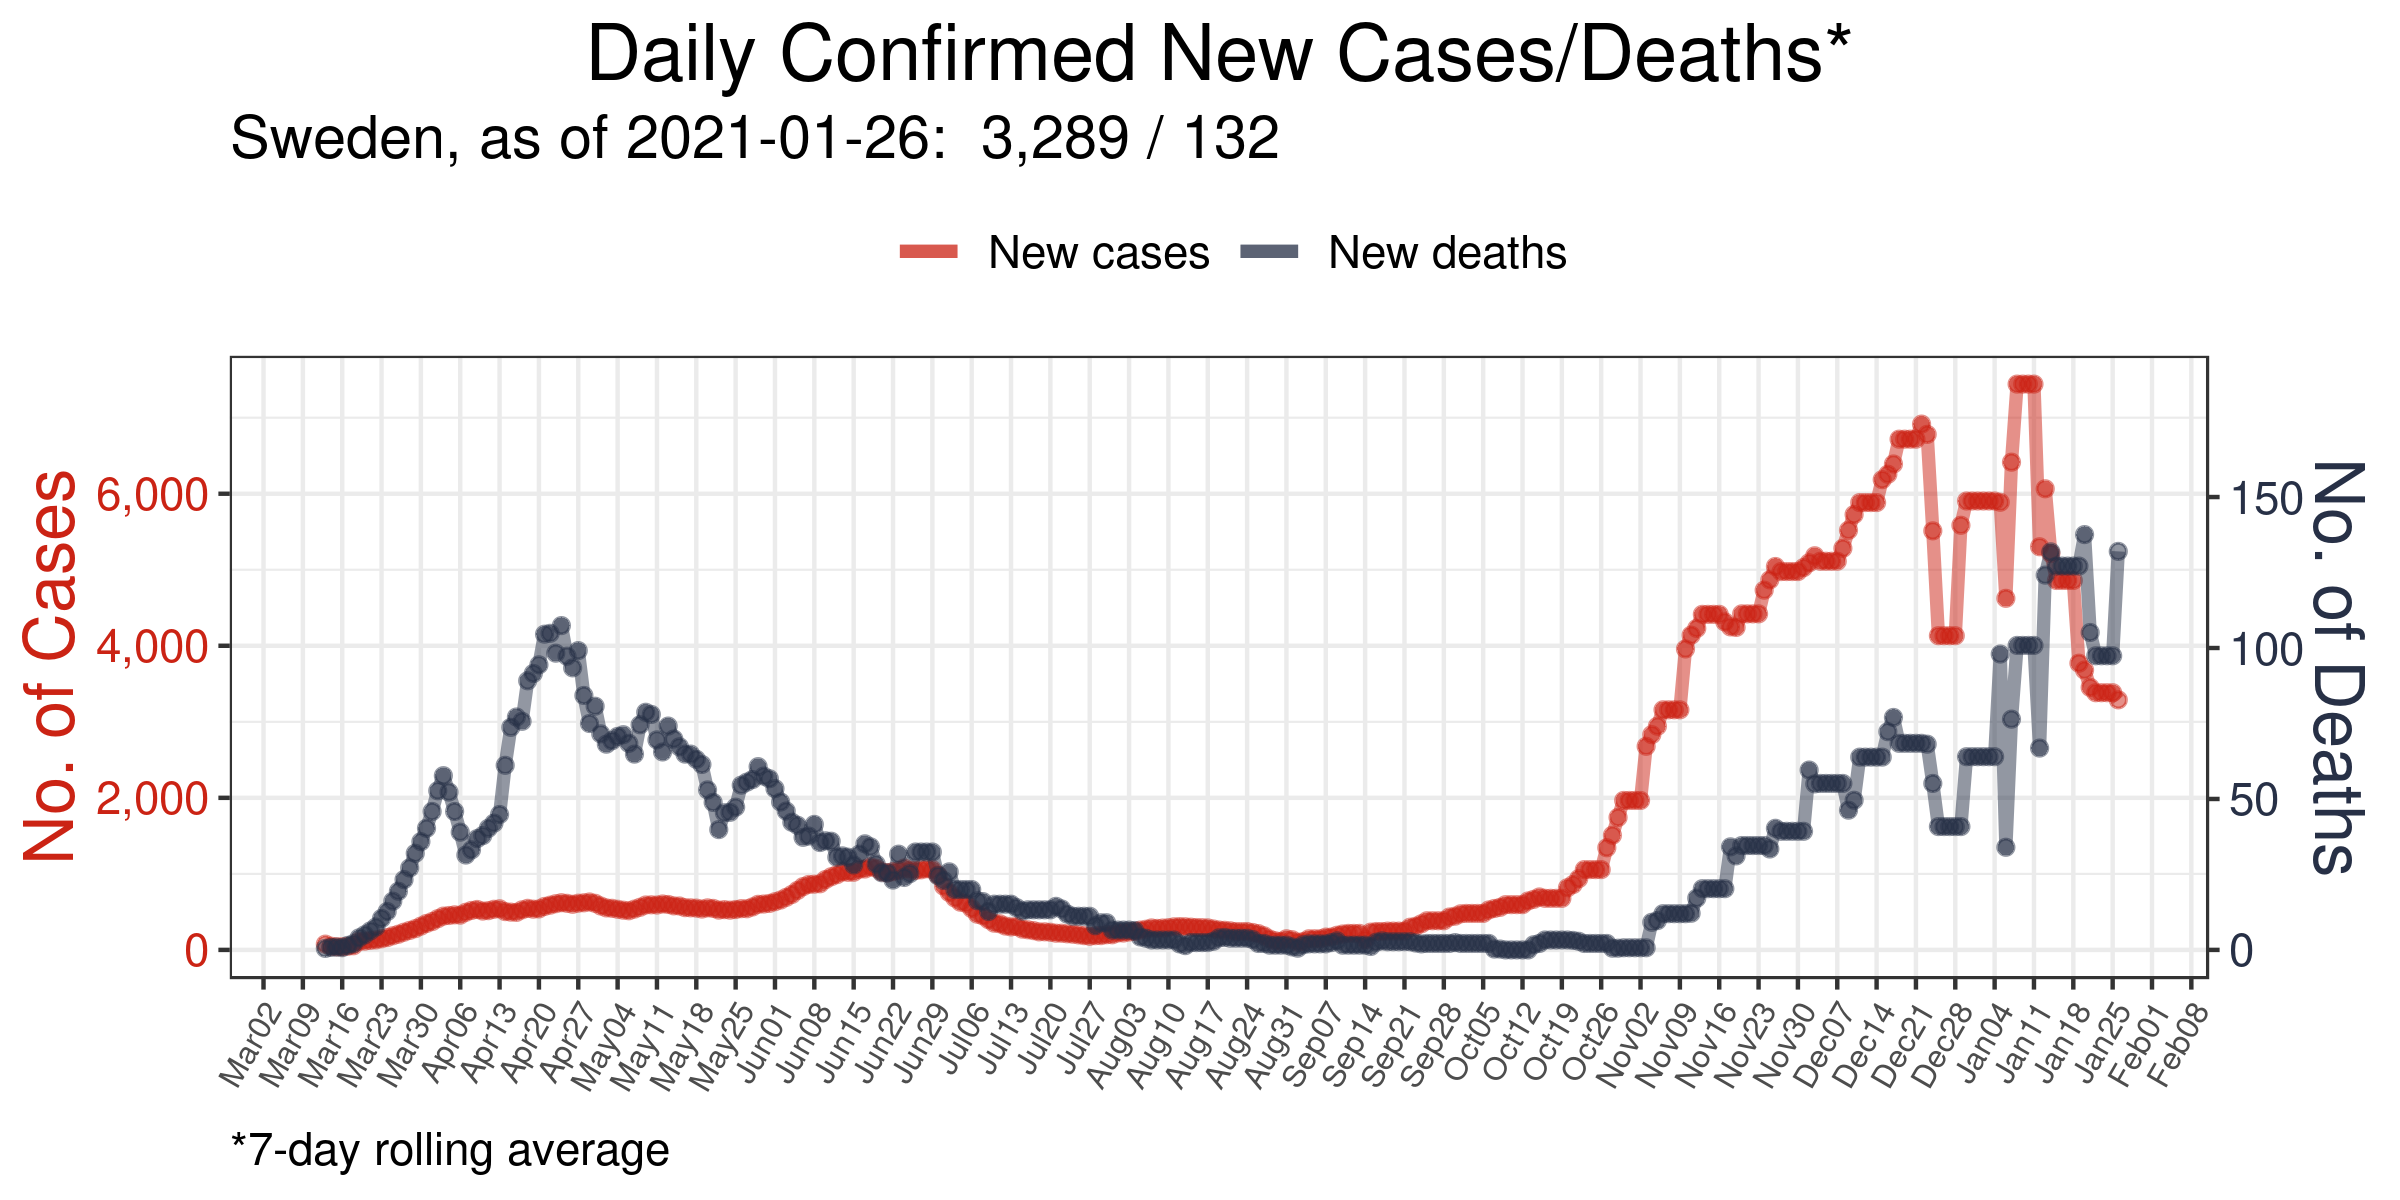 Daily Confirmed New Cases/Deaths*
Sweden, as of 2021-01-26:  3,289 / 132
New cases New deaths
No. of Cases
6,000
4,000
2,000
0
150
100
50
0
No. of Deaths
Mar02 Mar09 Mar16 Mar23 Mar30 Apr06 Apr13 Apr20 Apr27 May04 May11 May18 May25 Jun01 Jun08 Jun15 Jun22 Jun29 Jul06 Jul13 Jul20 Jul27 Aug03 Aug10 Aug17 Aug24 Aug31 Sep07 Sep14 Sep21 Sep28 Oct05 Oct12 Oct19 Oct26 Nov02 Nov09 Nov16 Nov23 Nov30 Dec07 Dec14 Dec21 Dec28 Jan04 Jan11 Jan18 Jan25 Feb01 Feb08
*7-day rolling average